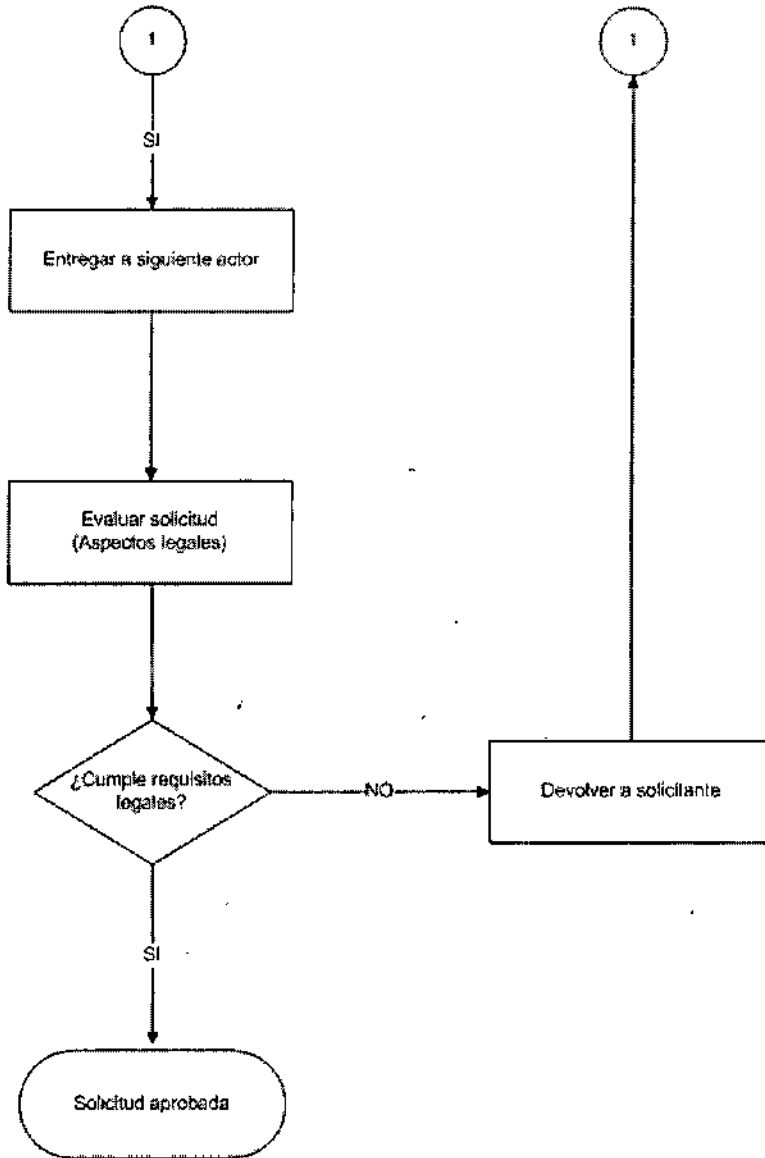 1
1
SI
Entregar a siguiente actor
Evaluar solicitud
(Aspectos legales)
¿Cumple requisitos
legales?
NO
Devolver a solicitante
SI
Solicitud aprobada